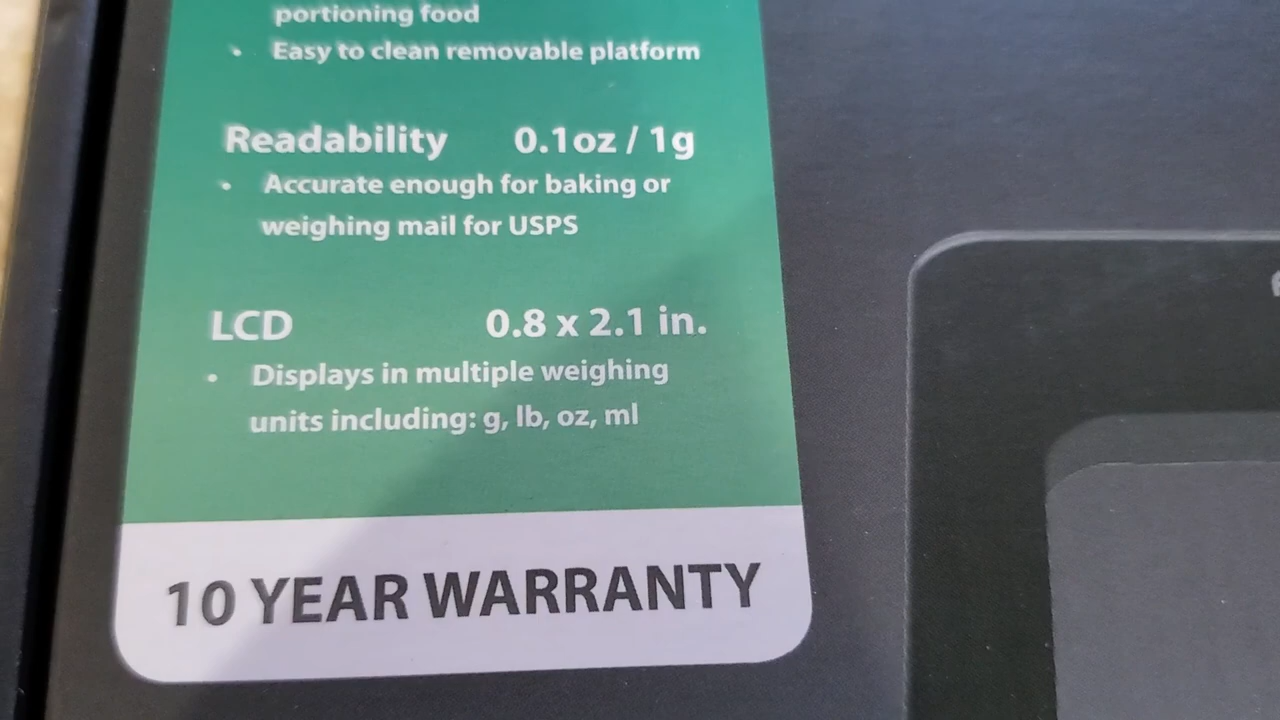 portioning food
• Easy to clean removable platform
Readability 0.1oz / 1g
• Accurate enough for baking or
weighing mail for USPS
LCD 0.8 x 2.1 in.
• Displays in multiple weighing
units including: g, lb, oz, ml
10 YEAR WARRANTY